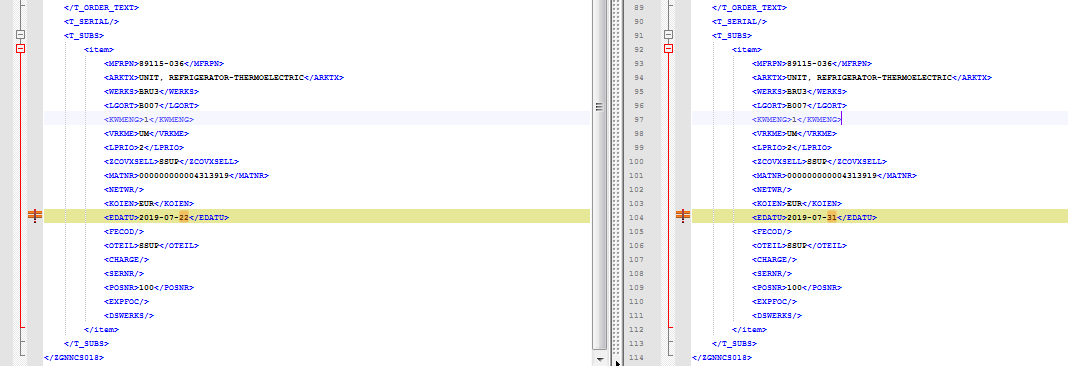 </T_ORDER_TEXT>
<T_SERIAL/>
<T_SUBS>
<item>
<MFRPN>89115-036</MFRPN>
<ARKTX>UNIT, REFRIGERATOR-THERMOELECTRIC</ARKTX>
<WERKS>BRU3</WERKS>
<LGORT>B007</LGORT>
<KWMENG>1</KWMENG>
<VRKME>UM</VRKME>
<LPRIO>2</LPRIO>
<ZCOVXSELL>SSUP</ZCOVXSELL>
<MATNR>000000000004313919</MATNR>
<NETWR/>
<KOIEN>EUR</KOIEN>
<EDATU>2019-07-22</EDATU>
<FECOD/>
<OTEIL>SSUP</OTEIL>
<CHARGE/>
<SERNR/>
<POSNR>100</POSNR>
<EXPFOC/>
<DSWERKS/>
</item>
</T_SUBS>
</ZGNNCS018>
89 </T_ORDER_TEXT>
90 <T_SERIAL/>
91 <T_SUBS>
92 <item>
93 <MFRPN>89115-036</MFRPN>
94 <ARKTX>UNIT, REFRIGERATOR-THERMOELECTRIC</ARKTX>
95 <WERKS>BRU3</WERKS>
96 <LGORT>B007</LGORT>
97 <KWMENG>1</KWMENG>
98 <VRKME>UM</VRKME>
99 <LPRIO>2</LPRIO>
100 <ZCOVXSELL>SSUP</ZCOVXSELL>
101 <MATNR>000000000004313919</MATNR>
102 <NETWR/>
103 <KOIEN>EUR</KOIEN>
104 <EDATU>2019-07-31</EDATU>
105 <FECOD/>
106 <OTEIL>SSUP</OTEIL>
107 <CHARGE/>
108 <SERNR/>
109 <POSNR>100</POSNR>
110 <EXPFOC/>
111 <DSWERKS/>
112 </item>
113 </T_SUBS>
114 </ZGNNCS018>